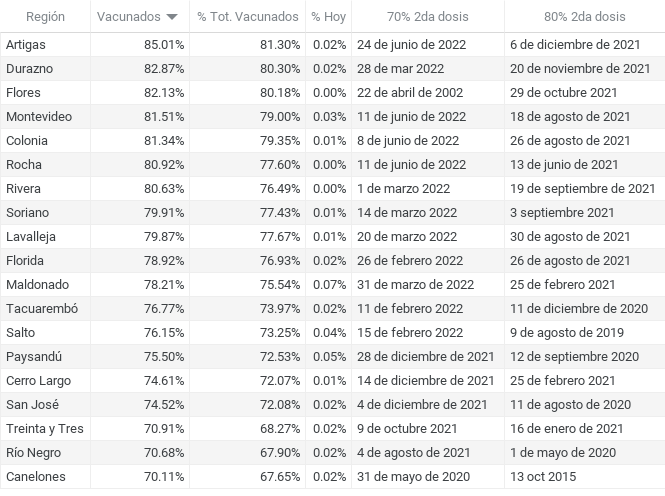 Región Vacunados % Tot. Vacunados % Hoy 70% 2da dosis 80% 2da dosis
Artigas 85.01% 81.30% 0.02% 24 de junio de 2022 6 de diciembre de 2021
Durazno 82.87% 80.30% 0.02% 28 de mar 2022 20 de noviembre de 2021
Flores 82.13% 80.18% 0.00% 22 de abril de 2002 29 de octubre 2021
Montevideo 81.51% 79.00% 0.03% 11 de junio de 2022 18 de agosto de 2021
Colonia 81.34% 79.35% 0.01% 8 de junio de 2022 26 de agosto de 2021
Rocha 80.92% 77.60% 0.00% 11 de junio de 2022 13 de junio de 2021
Rivera 80.63% 76.49% 0.00% 1 de marzo 2022 19 de septiembre de 2021
Soriano 79.91% 77.43% 0.01% 14 de marzo 2022 3 septiembre 2021
Lavalleja 79.87% 77.67% 0.01% 20 de marzo 2022 30 de agosto de 2021
Florida 78.92% 76.93% 0.02% 26 de febrero 2022 26 de agosto de 2021
Maldonado 78.21% 75.54% 0.07% 31 de marzo de 2022 25 de febrero 2021
Tacuarembó 76.77% 73.97% 0.02% 11 de febrero 2022 11 de diciembre de 2020
Salto 76.15% 73.25% 0.04% 15 de febrero 2022 9 de agosto de 2019
Paysandú 75.50% 72.53% 0.05% 28 de diciembre de 2021 12 de septiembre 2020
Cerro Largo 74.61% 72.07% 0.01% 14 de diciembre 2021 25 de febrero 2021
San José 74.52% 72.08% 0.02% 4 de diciembre de 2021 11 de agosto de 2020
Treinta y Tres 70.91% 68.27% 0.02% 9 de octubre 2021 16 de enero de 2021
Río Negro 70.68% 67.90% 0.02% 4 de agosto de 2021 1 de mayo de 2020
Canelones 70.11% 67.65% 0.02% 31 de mayo de 2020 13 oct 2015